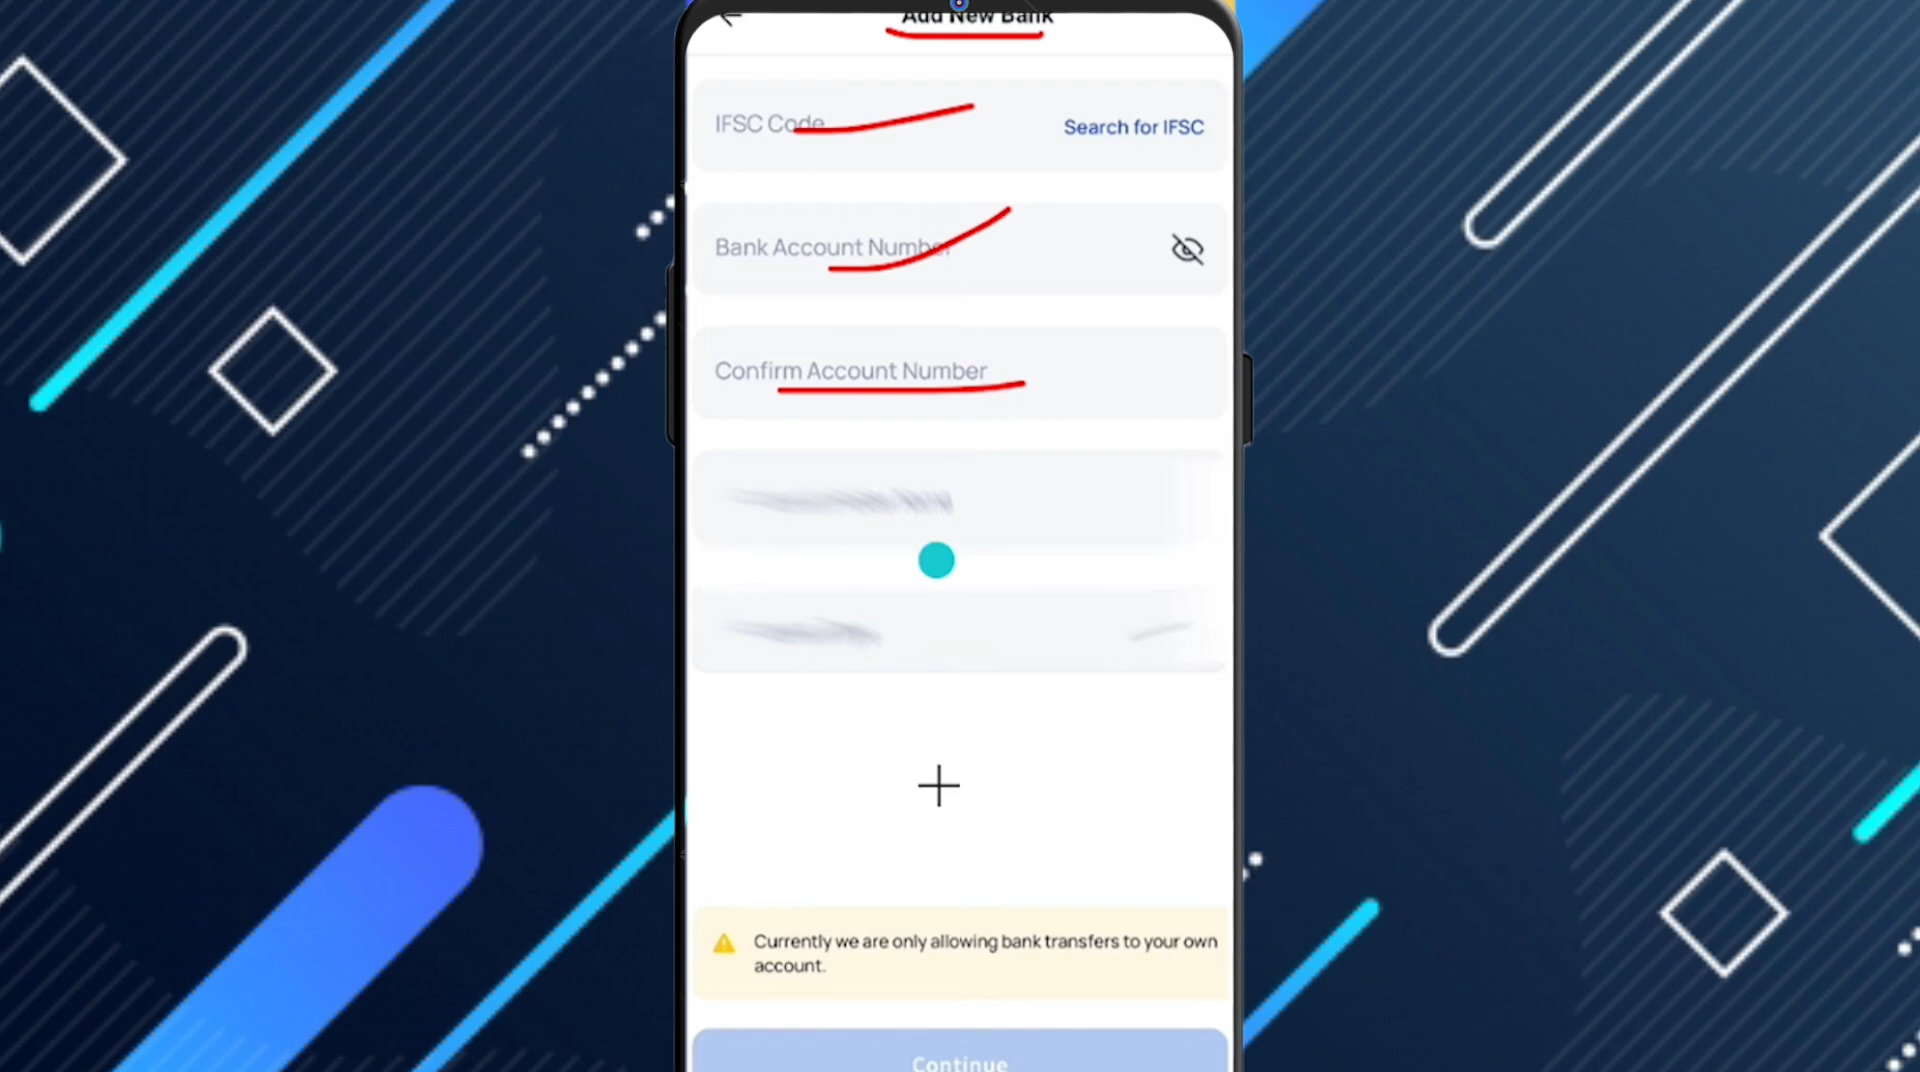 Add New Bank
IFSC Code
Search for IFSC
Bank Account Number
Confirm Account Number
Currently we are only allowing bank transfers to your own
account.
Continue